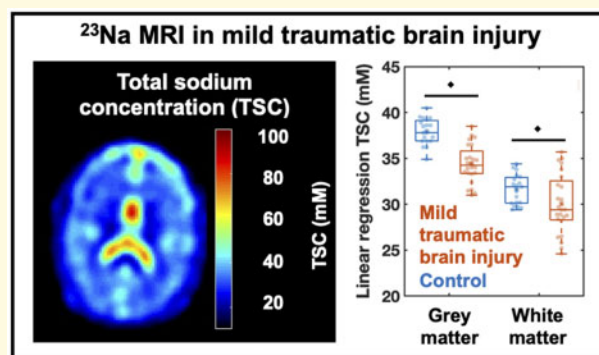 ²³Na MRI in mild traumatic brain injury
Total sodium
concentration (TSC)
100
80
60
40
20
TSC (mM)
Linear regression TSC (mM)
45
40
35
30
25
20
Mild
traumatic
brain injury
Control
Grey
matter
White
matter